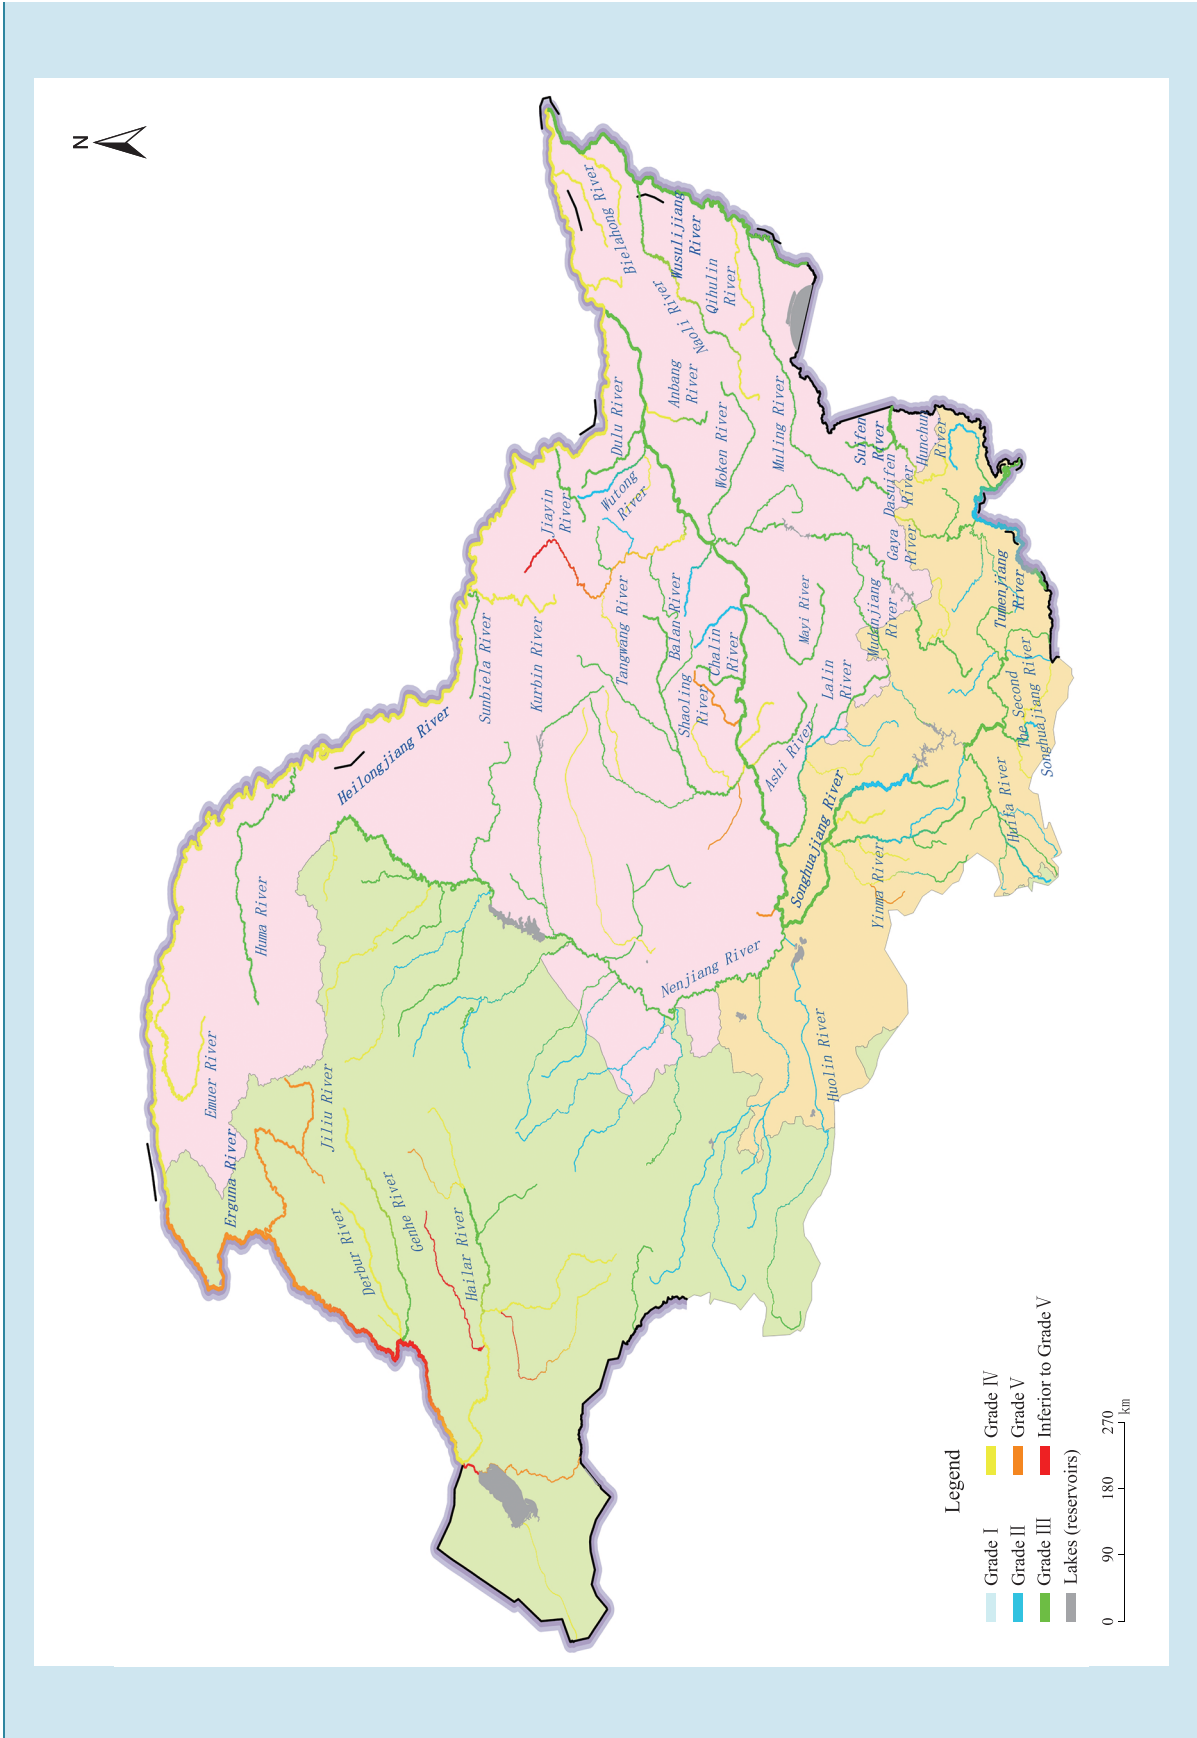 N
Bielahong River
Wusulijiang
River
Qihulin
River
Naoli River
Anbang
River
Dulu River
Woken River
Muling River
Suifen
River
Hunchun
River
Dasuifen
River
Wutong
River
Jiayin
River
Gaya
River
Tumenjiang
River
Mudanjiang
River
Mayi River
Tangwang River
Balan River
Chalin
River
Shaoling
River
Lalin
River
Ashi River
The Second
Songhuajiang River
Huifa River
Kurbin River
Sunbiela River
Heilongjiang River
Songhuajiang River
Yinma River
Huma River
Nenjiang River
Huolin River
Emuer River
Jiliu River
Erguna River
Genhe River
Derbur River
Hailar River
Legend
Grade I
Grade II
Grade III
Lakes (reservoirs)
Grade IV
Grade V
Inferior to Grade V
0 90 180 270
km